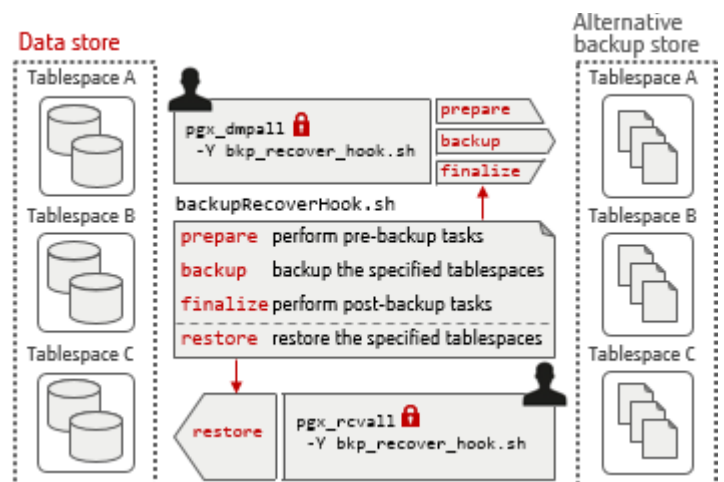 Data store
Alternative
backup store
Tablespace A
Tablespace A
pgx_dmpall
-Y bkp_recover_hook.sh
prepare
backup
finalize
backupRecoverHook.sh
Tablespace B
Tablespace B
prepare perform pre-backup tasks
backup backup the specified tablespaces
finalize perform post-backup tasks
restore restore the specified tablespaces
Tablespace C
Tablespace C
restore
pgx_rcvall
-Y bkp_recover_hook.sh